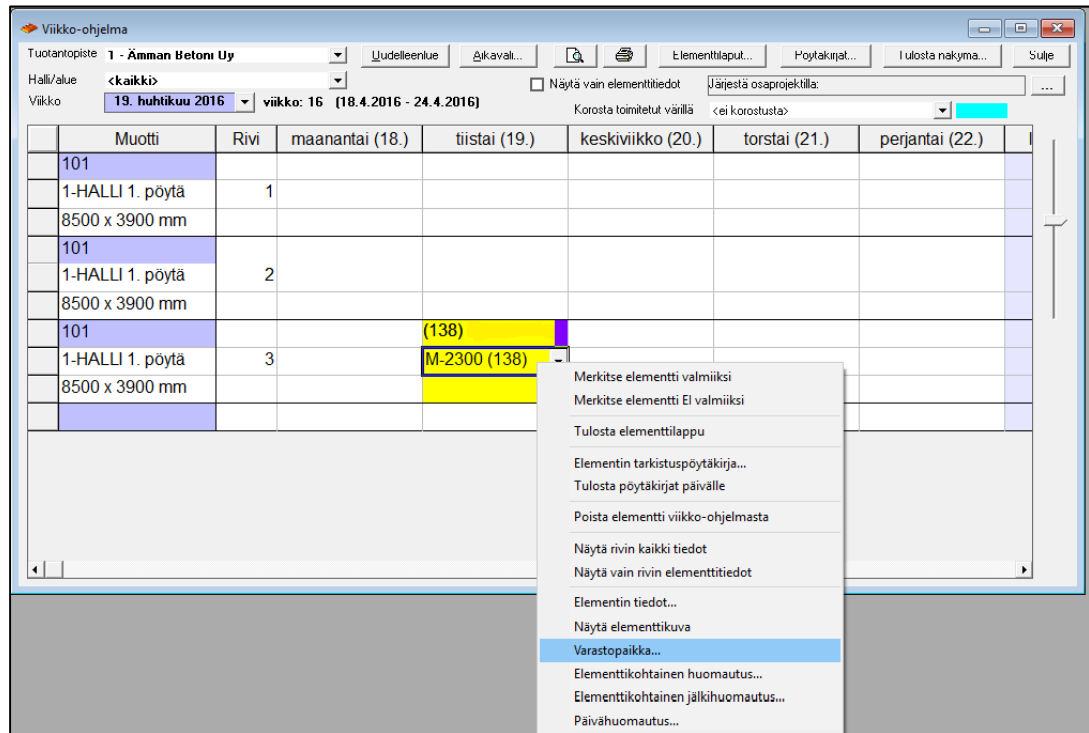 Viikko-ohjelma
Tuotantopiste 1 - Ämman Betoni Oy Uudelleenlue Aikaväli... Elementtilaput... Pöytäkirjat... Tulosta näkymä... Sulje
Halli/alue <kaikki> Näytä vain elementtitiedot Järjestä osaprojektilla: ...
Viikko 19. huhtikuu 2016 viikko: 16 (18.4.2016 - 24.4.2016) Korosta toimitetut värillä <ei korostusta>
Muotti Rivi maanantai (18.) tiistai (19.) keskiviikko (20.) torstai (21.) perjantai (22.)
101
1-HALLI 1. pöytä 1
8500 x 3900 mm
101
1-HALLI 1. pöytä 2
8500 x 3900 mm
101 (138)
1-HALLI 1. pöytä 3 M-2300 (138)
8500 x 3900 mm
Merkitse elementti valmiiksi
Merkitse elementti EI valmiiksi
Tulosta elementtilappu
Elementin tarkistuspöytäkirja...
Tulosta pöytäkirjat päivälle
Poista elementti viikko-ohjelmasta
Näytä rivin kaikki tiedot
Näytä vain rivin elementtitiedot
Elementin tiedot...
Näytä elementtikuva
Varastopaikka...
Elementtikohtainen huomautus...
Elementtikohtainen jälkihuomautus...
Päivähuomautus...